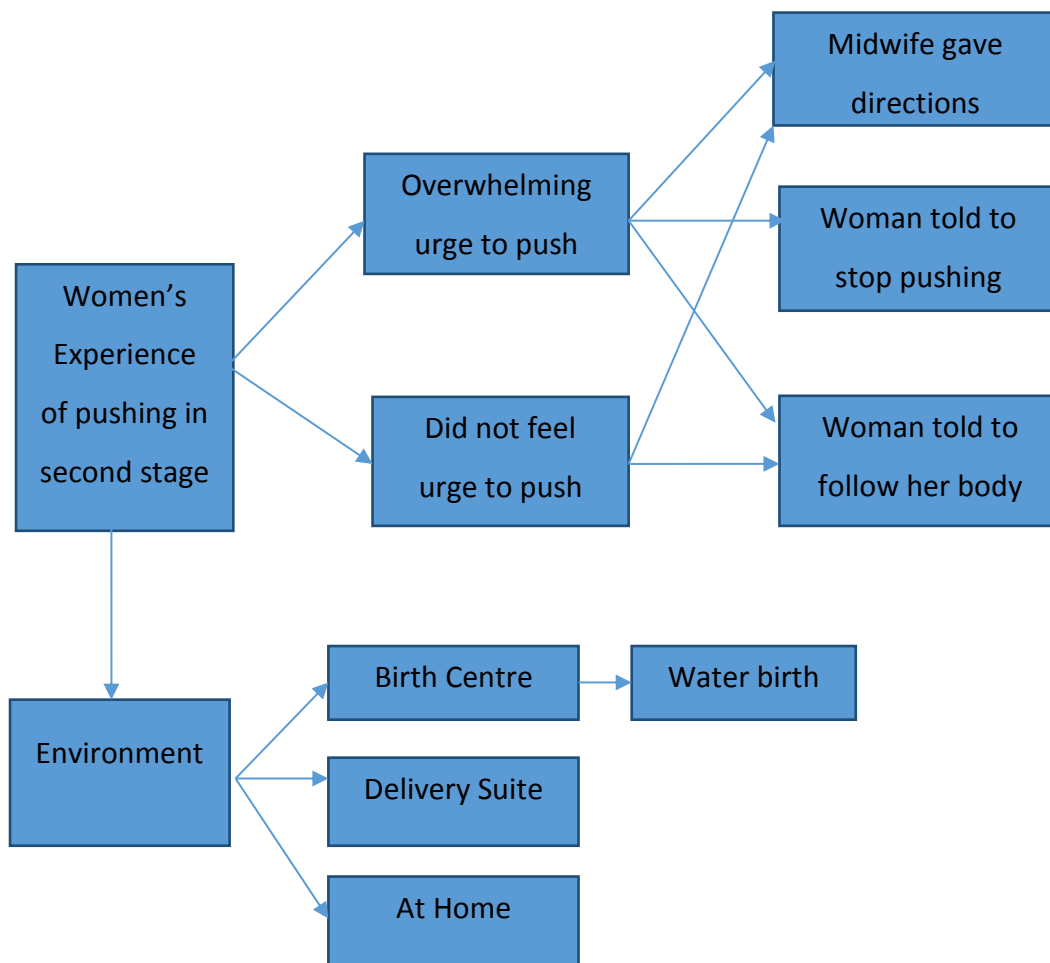 Midwife gave
directions
Overwhelming
urge to push
Woman told to
stop pushing
Women’s
Experience
of pushing in
second stage
Did not feel
urge to push
Woman told to
follow her body
Birth Centre
Water birth
Environment
Delivery Suite
At Home